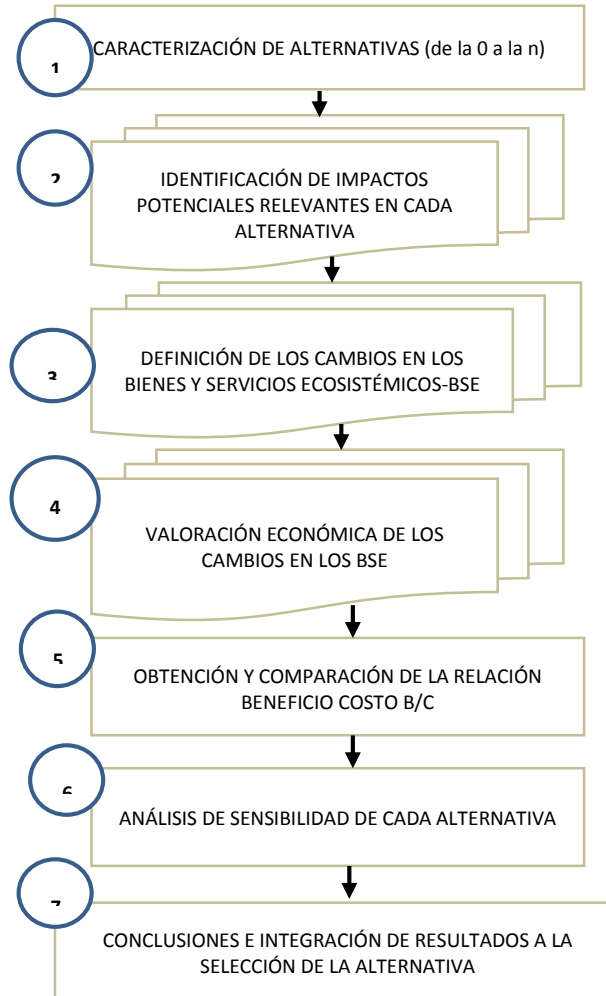 1
CARACTERIZACIÓN DE ALTERNATIVAS (de la 0 a la n)
2
IDENTIFICACIÓN DE IMPACTOS
POTENCIALES RELEVANTES EN CADA
ALTERNATIVA
3
DEFINICIÓN DE LOS CAMBIOS EN LOS
BIENES Y SERVICIOS ECOSISTÉMICOS-BSE
4
VALORACIÓN ECONÓMICA DE LOS
CAMBIOS EN LOS BSE
5
OBTENCIÓN Y COMPARACIÓN DE LA RELACIÓN
BENEFICIO COSTO B/C
6
ANÁLISIS DE SENSIBILIDAD DE CADA ALTERNATIVA
7
CONCLUSIONES E INTEGRACIÓN DE RESULTADOS A LA
SELECCIÓN DE LA ALTERNATIVA